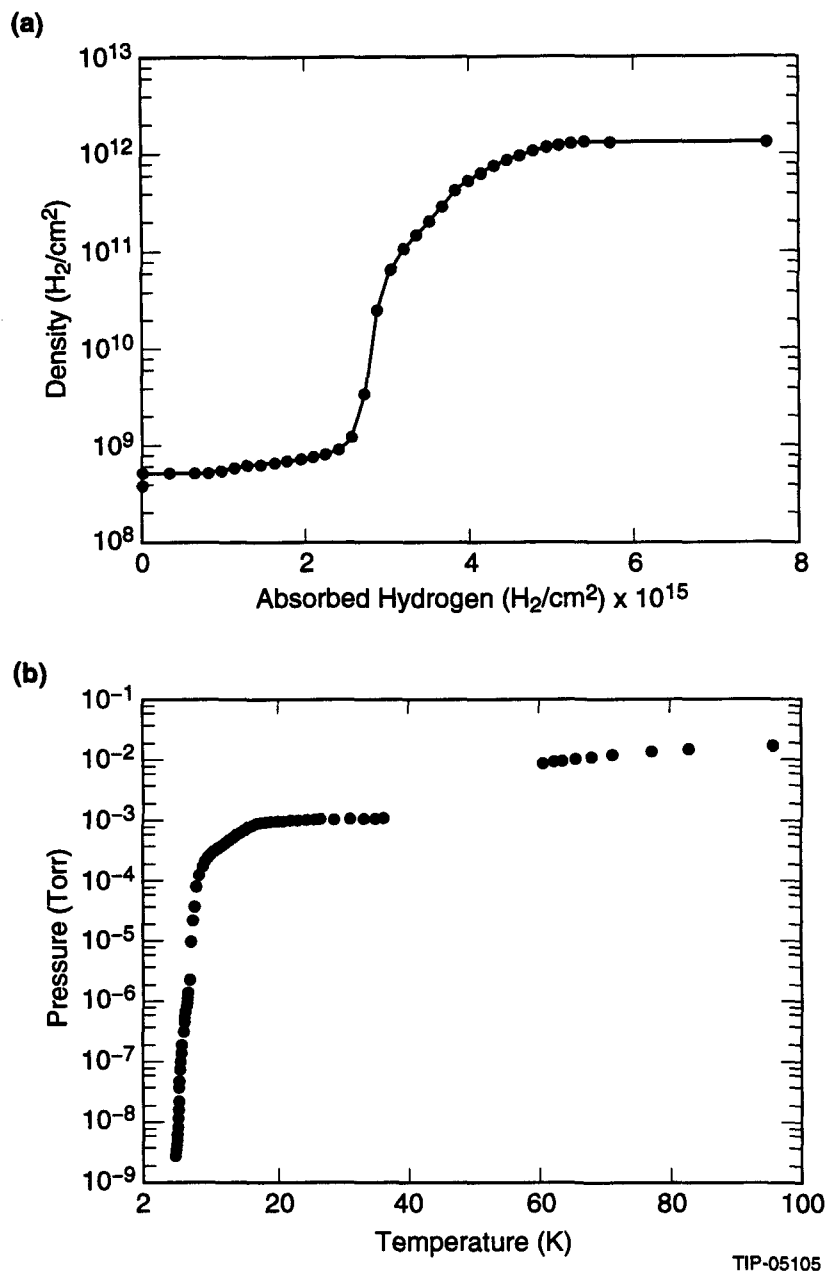 (a)
10¹³
10¹²
10¹¹
10¹⁰
10⁹
10⁸
Density (H₂/cm²)
0 2 4 6 8
Absorbed Hydrogen (H₂/cm²) x 10¹⁵
(b)
10⁻¹
10⁻²
10⁻³
10⁻⁴
10⁻⁵
10⁻⁶
10⁻⁷
10⁻⁸
10⁻⁹
Pressure (Torr)
2 20 40 60 80 100
Temperature (K)
TIP-05105